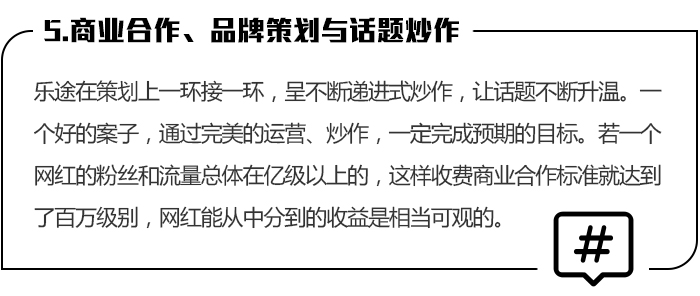 5.商业合作、品牌策划与话题炒作
乐途在策划上一环接一环，呈不断递进式炒作，让话题不断升温。一
个好的案子，通过完美的运营、炒作，一定完成预期的目标。若一个
网红的粉丝和流量总体在亿级以上的，这样收费商业合作标准就达到
了百万级别，网红能从中分到的收益是相当可观的。
#